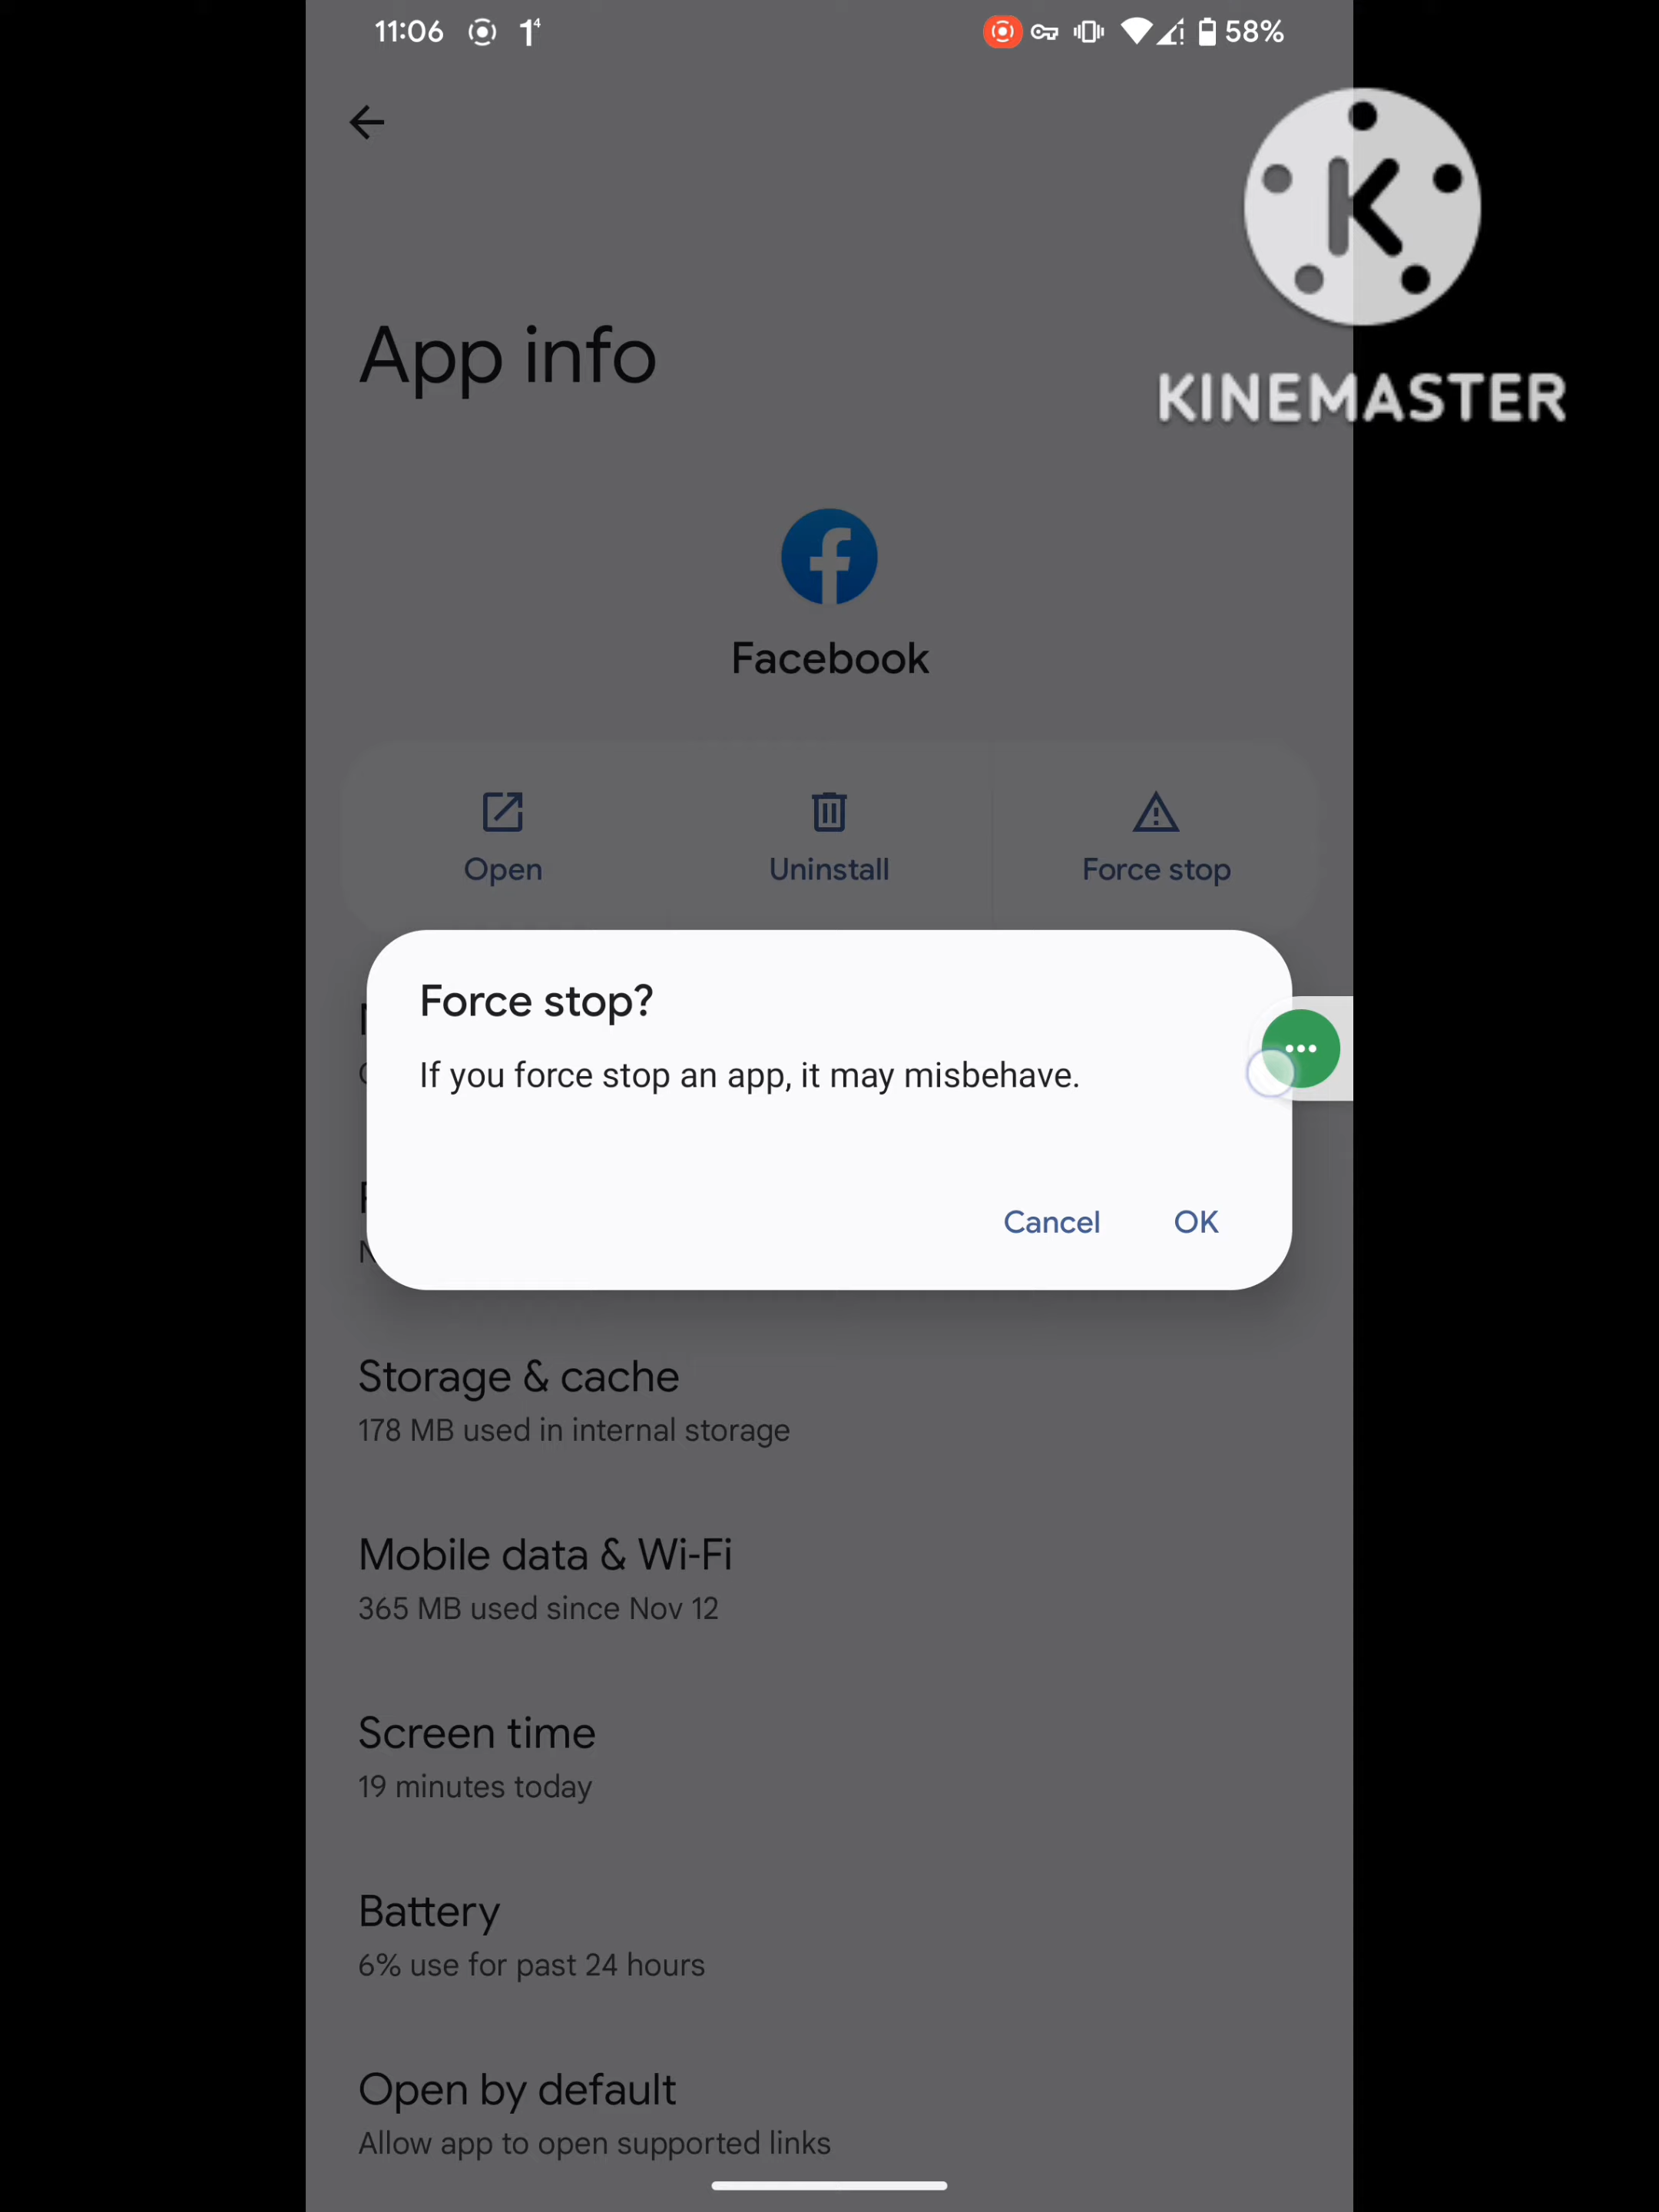 11:06 1⁴ 58%
KINEMASTER
App info
Facebook
Open Uninstall Force stop
Force stop?
If you force stop an app, it may misbehave.
Cancel OK
Storage & cache
178 MB used in internal storage
Mobile data & Wi-Fi
365 MB used since Nov 12
Screen time
19 minutes today
Battery
6% use for past 24 hours
Open by default
Allow app to open supported links